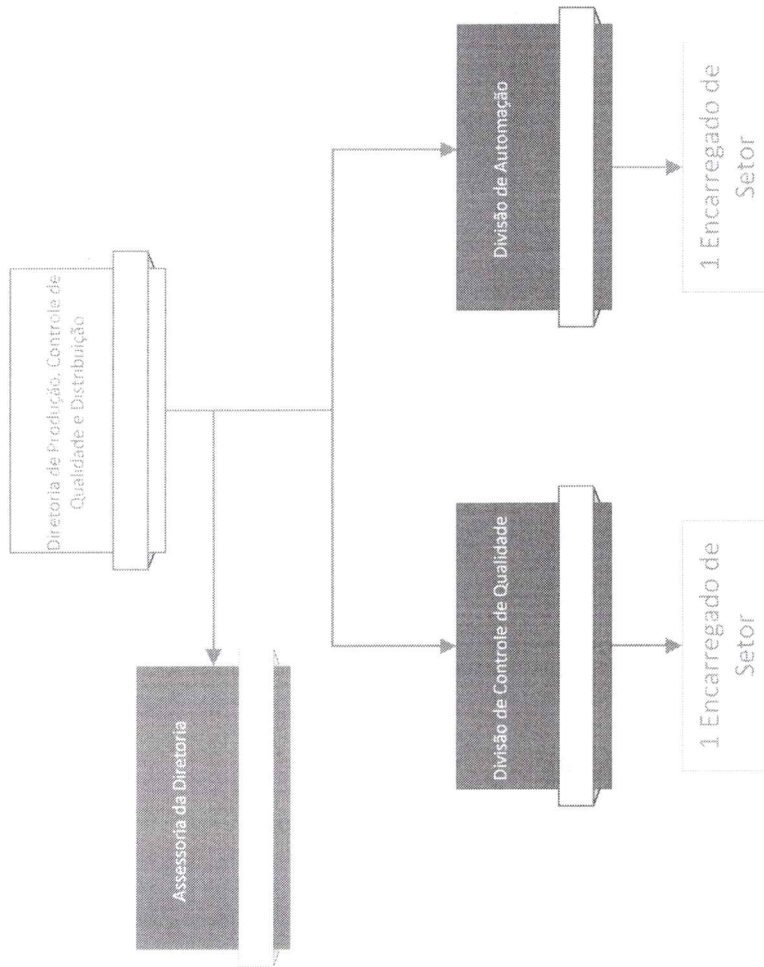 Diretoria de Produção, Controle de
Qualidade e Distribuição
Assessoria da Diretoria
Divisão de Controle de Qualidade
Divisão de Automação
1 Encarregado de
Setor
1 Encarregado de
Setor